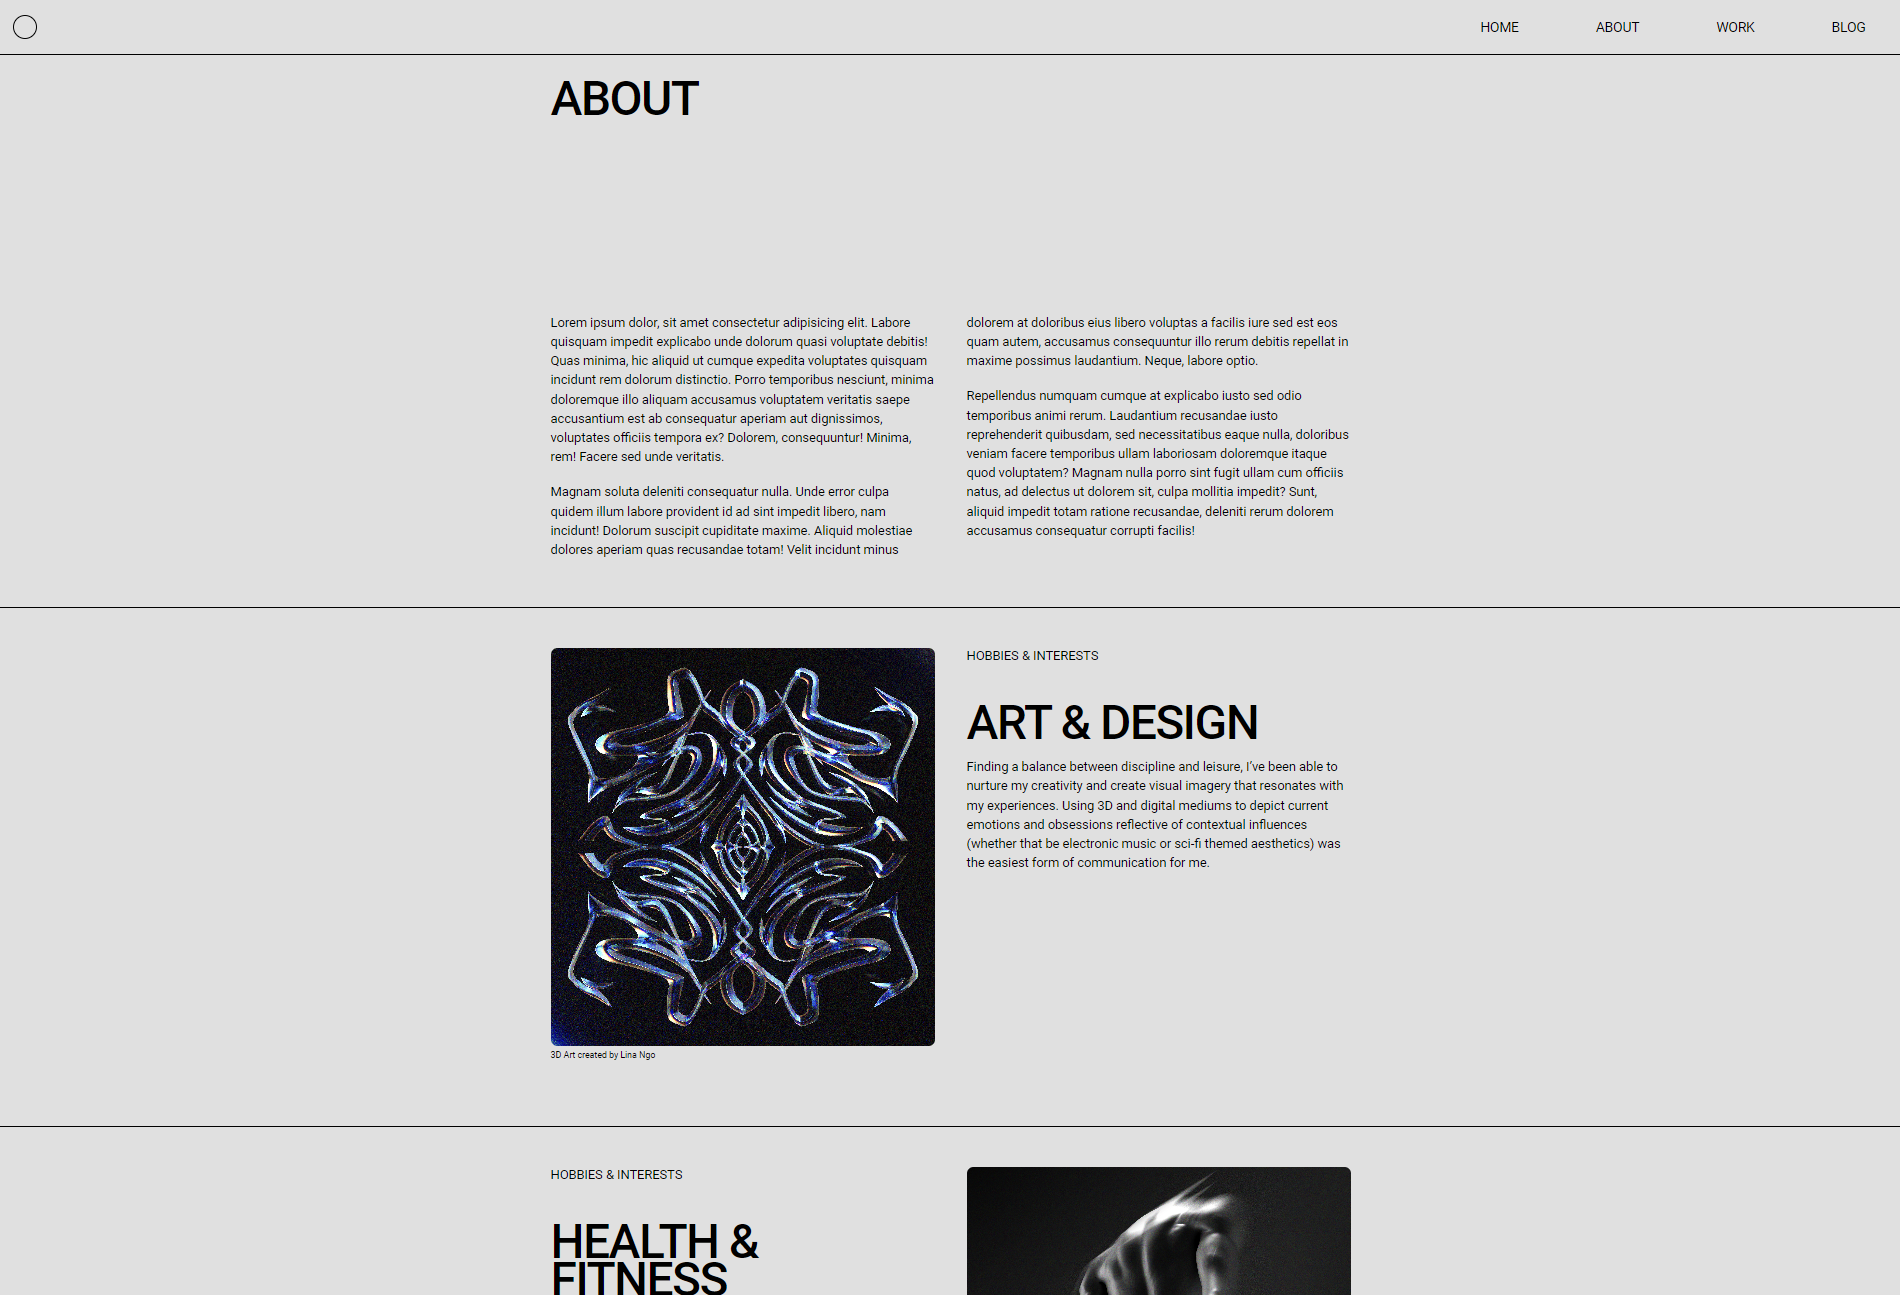 HOME
ABOUT
WORK
BLOG
ABOUT
Lorem ipsum dolor, sit amet consectetur adipisicing elit. Labore
quisquam impedit explicabo unde dolorum quasi voluptate debitis!
Quas minima, hic aliquid ut cumque expedita voluptates quisquam
incidunt rem dolorum distinctio. Porro temporibus nesciunt, minima
doloremque illo aliquam accusamus voluptatem veritatis saepe
accusantium est ab consequatur aperiam aut dignissimos,
voluptates officiis tempora ex? Dolorem, consequuntur! Minima,
rem! Facere sed unde veritatis.
Magnam soluta deleniti consequatur nulla. Unde error culpa
quidem illum labore provident id ad sint impedit libero, nam
incidunt! Dolorum suscipit cupiditate maxime. Aliquid molestiae
dolores aperiam quas recusandae totam! Velit incidunt minus
dolorem at doloribus eius libero voluptas a facilis iure sed est eos
quam autem, accusamus consequuntur illo rerum debitis repellat in
maxime possimus laudantium. Neque, labore optio.
Repellendus numquam cumque at explicabo iusto sed odio
temporibus animi rerum. Laudantium recusandae iusto
reprehenderit quibusdam, sed necessitatibus eaque nulla, doloribus
veniam facere temporibus ullam laboriosam doloremque itaque
quod voluptatem? Magnam nulla porro sint fugit ullam cum officiis
natus, ad delectus ut dolorem sit, culpa mollitia impedit? Sunt,
aliquid impedit totam ratione recusandae, deleniti rerum dolorem
accusamus consequatur corrupti facilis!
3D Art created by Lina Ngo
HOBBIES & INTERESTS
ART & DESIGN
Finding a balance between discipline and leisure, I've been able to
nurture my creativity and create visual imagery that resonates with
my experiences. Using 3D and digital mediums to depict current
emotions and obsessions reflective of contextual influences
(whether that be electronic music or sci-fi themed aesthetics) was
the easiest form of communication for me.
HOBBIES & INTERESTS
HEALTH &
FITNESS